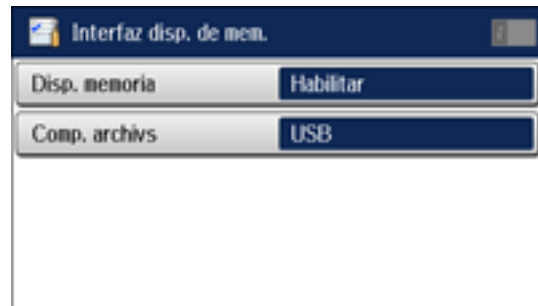 Interfaz disp. de mem.
Disp. memoria Habilitar
Comp. archivs USB